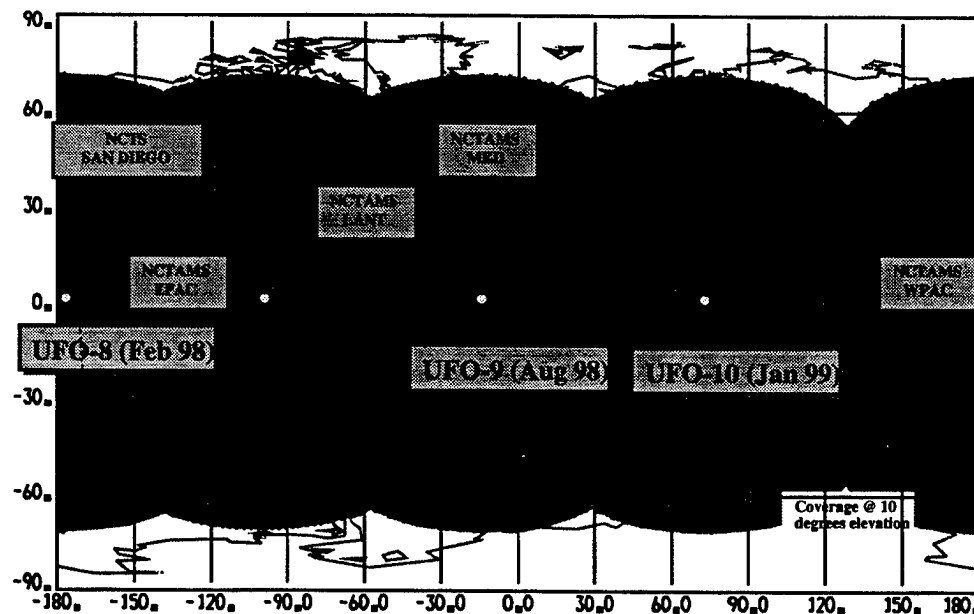 90.
60.
NCTS
SAN DIEGO
NCTAMS
MED
30.
NCTAMS
LANT
NCTAMS
EPAC
NCTAMS
WPAC
0.
UFO-8 (Feb 98)
UFO-9 (Aug 98)
UFO-10 (Jan 99)
-30.
-60.
Coverage @ 10
degrees elevation
-90.
-180. -150. -120. -90.0 -60.0 -30.0 0.0 30.0 60.0 90.0 120. 150. 180.